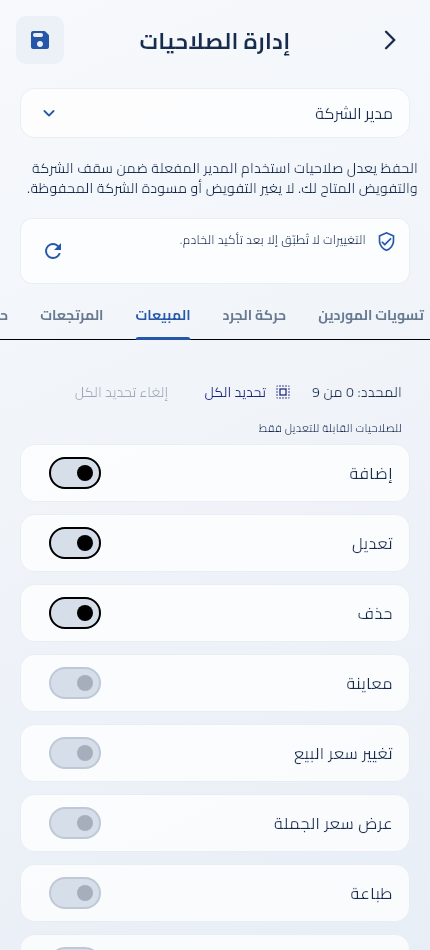 إدارة الصلاحيات
مدير الشركة
الحفظ يعدل صلاحيات استخدام المدير المفعلة ضمن سقف الشركة
والتفويض المتاح لك. لا يغير التفويض أو مسودة الشركة المحفوظة.
التغييرات لا تُطبّق إلا بعد تأكيد الخادم.
تسويات الموردين حركة الجرد المبيعات المرتجعات
المحدد: 0 من 9 تحديد الكل إلغاء تحديد الكل
للصلاحيات القابلة للتعديل فقط
إضافة
تعديل
حذف
معاينة
تغيير سعر البيع
عرض سعر الجملة
طباعة